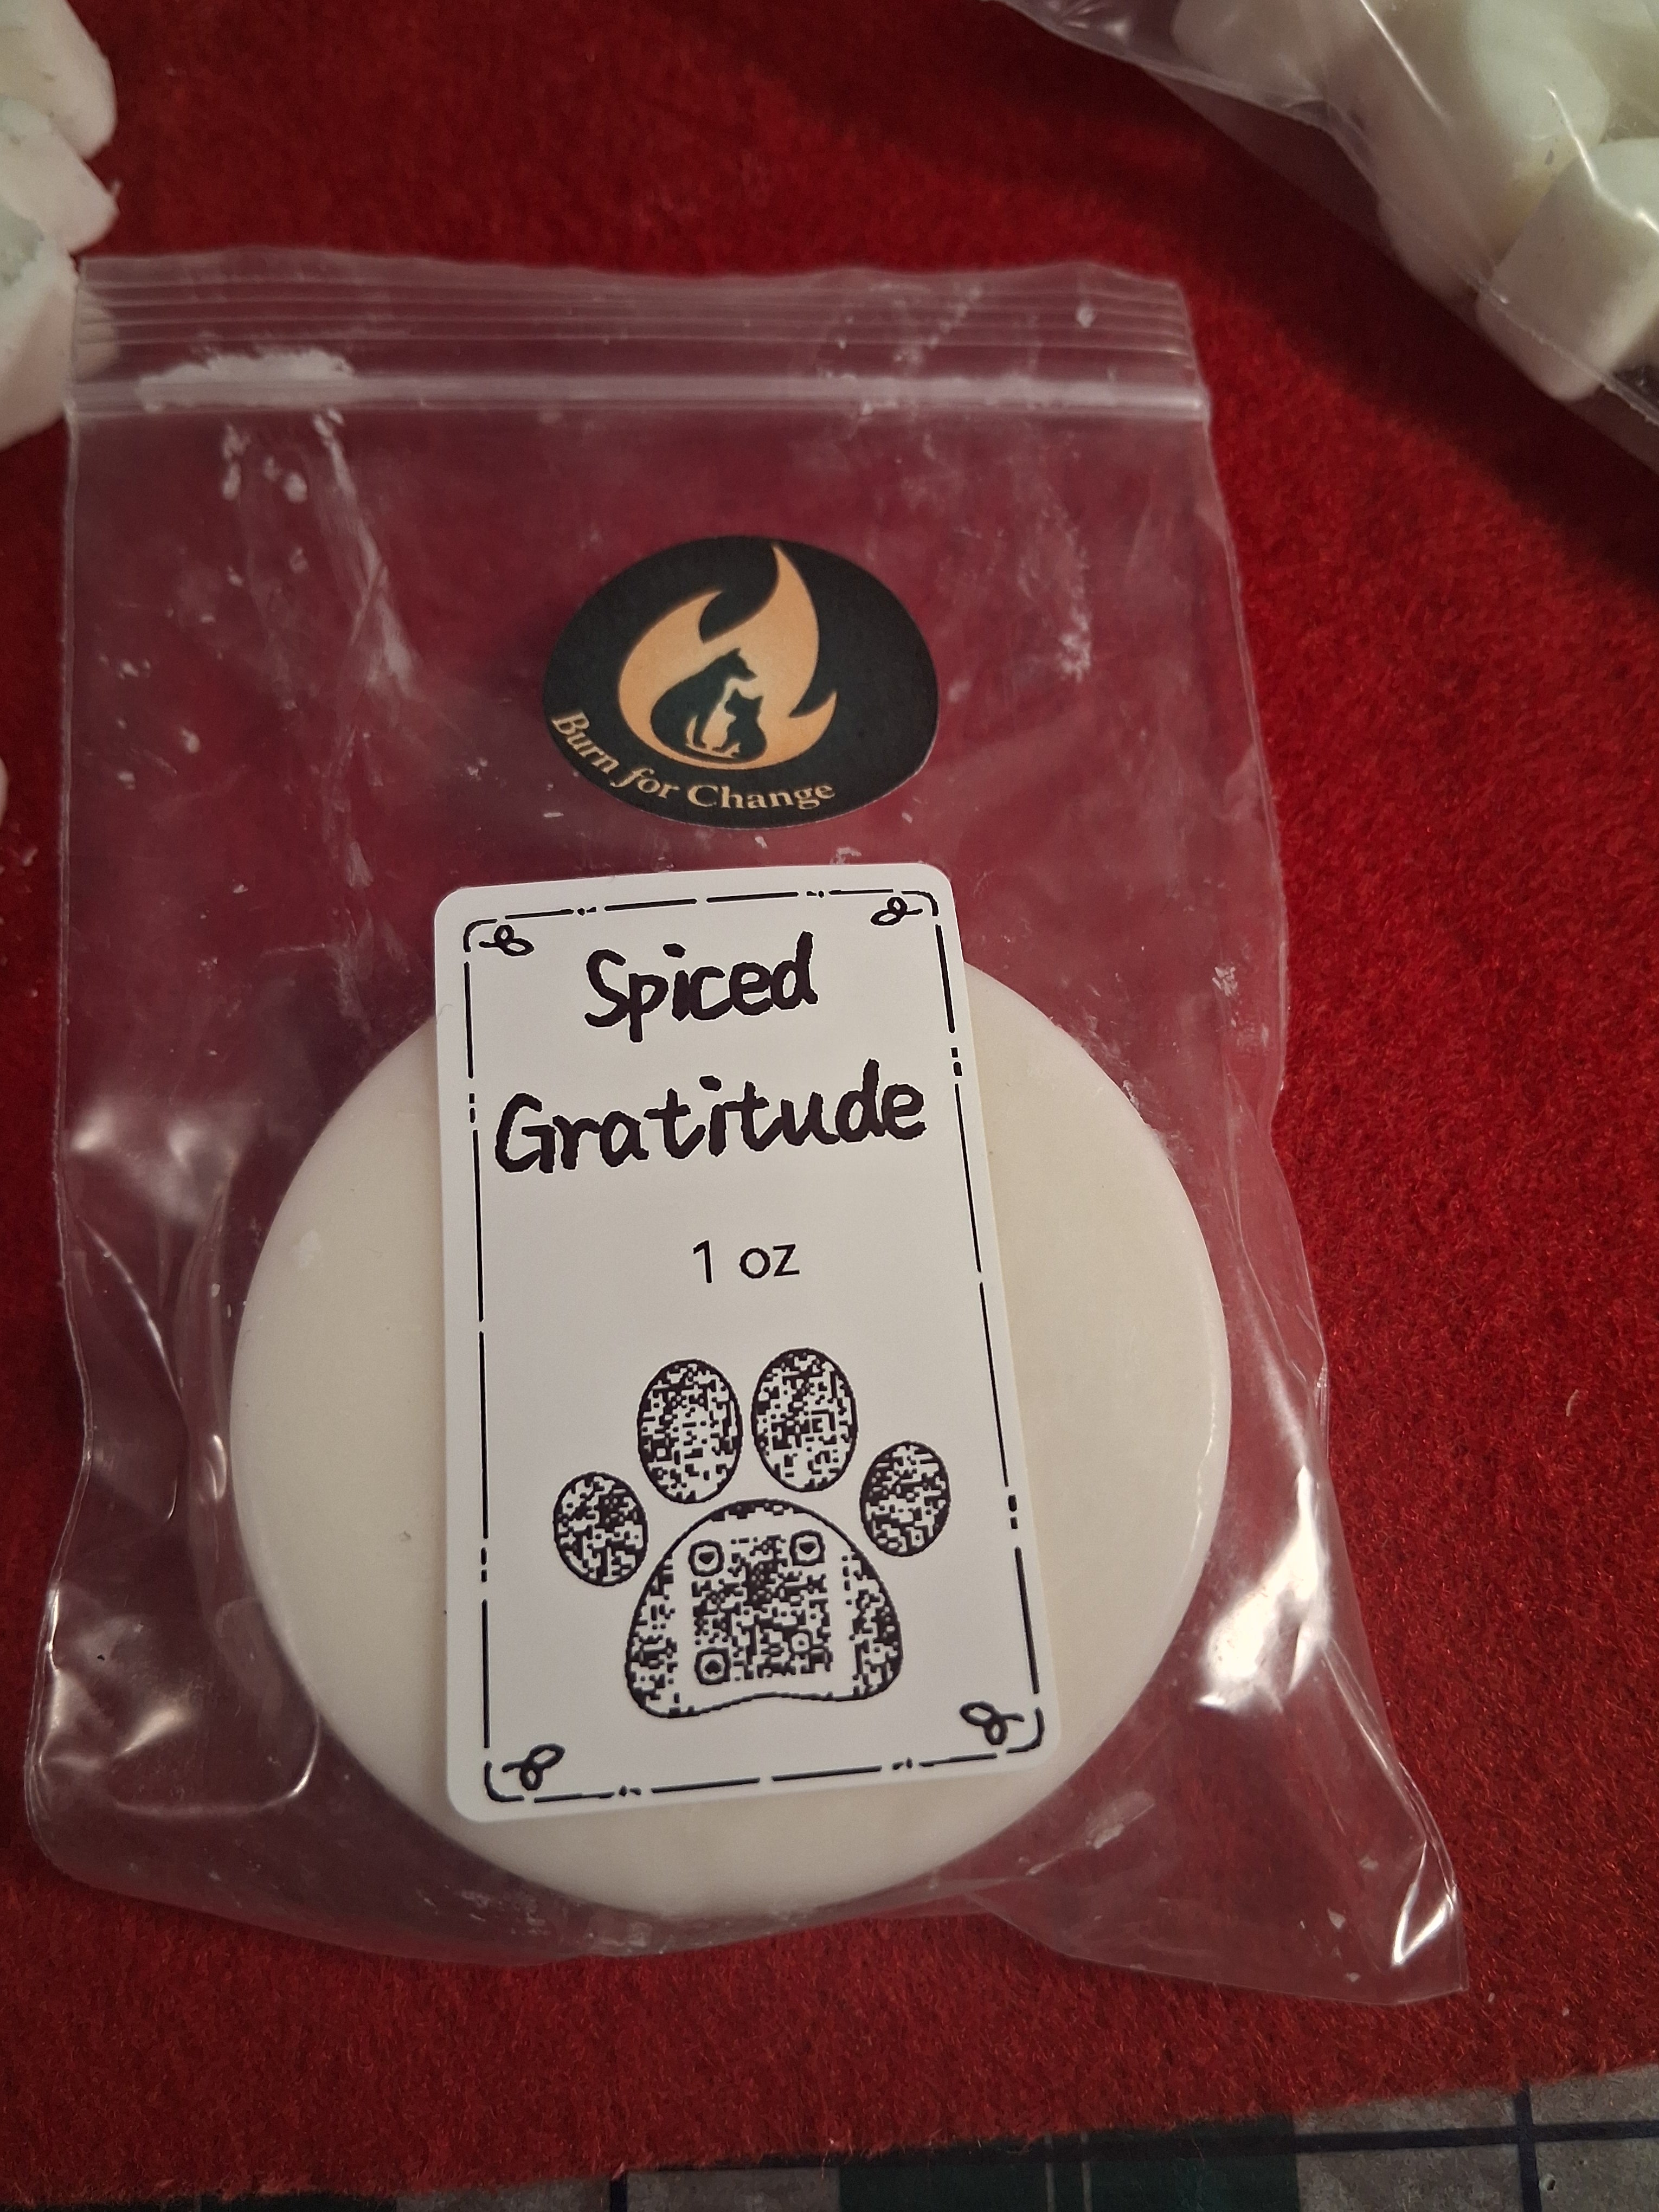 Burn for Change
Spiced
Gratitude
1 oz